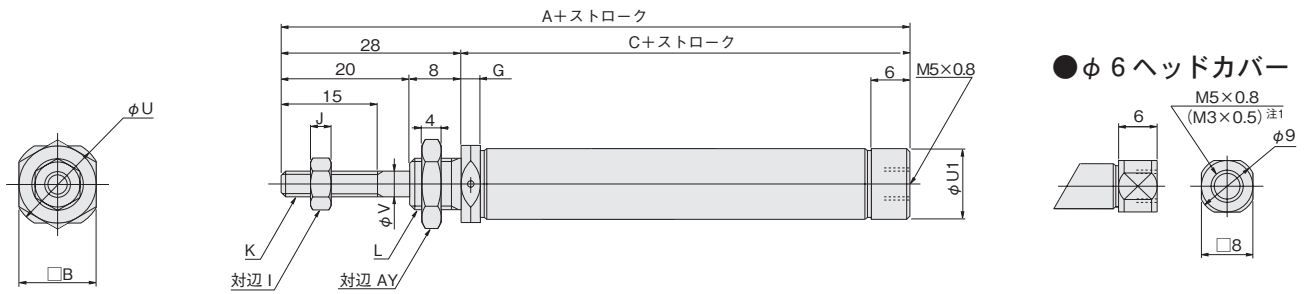 A＋ストローク
28
C＋ストローク
20
8
G
6
M5×0.8
15
J
4
φU
φV
φU1
K
L
対辺 I
対辺 AY
□B
●φ 6 ヘッドカバー
M5×0.8
(M3×0.5) 注1
6
φ9
□8